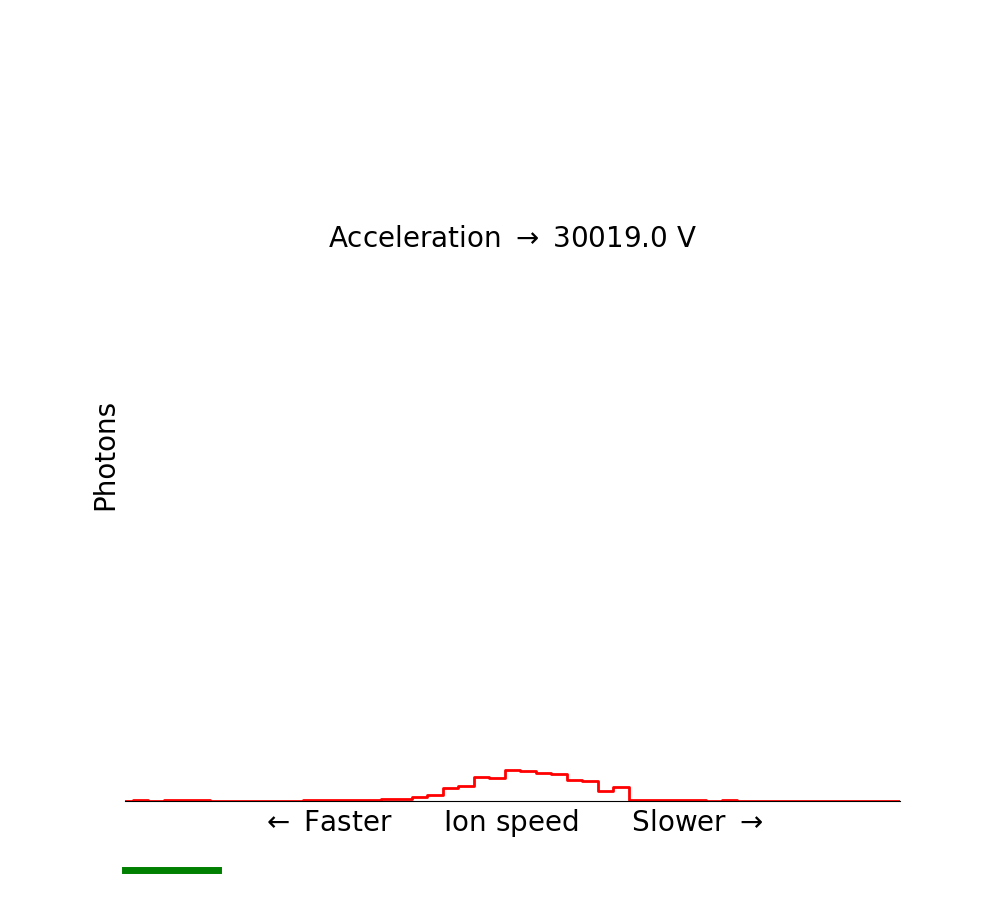 Acceleration → 30019.0 V
Photons
← Faster Ion speed Slower →